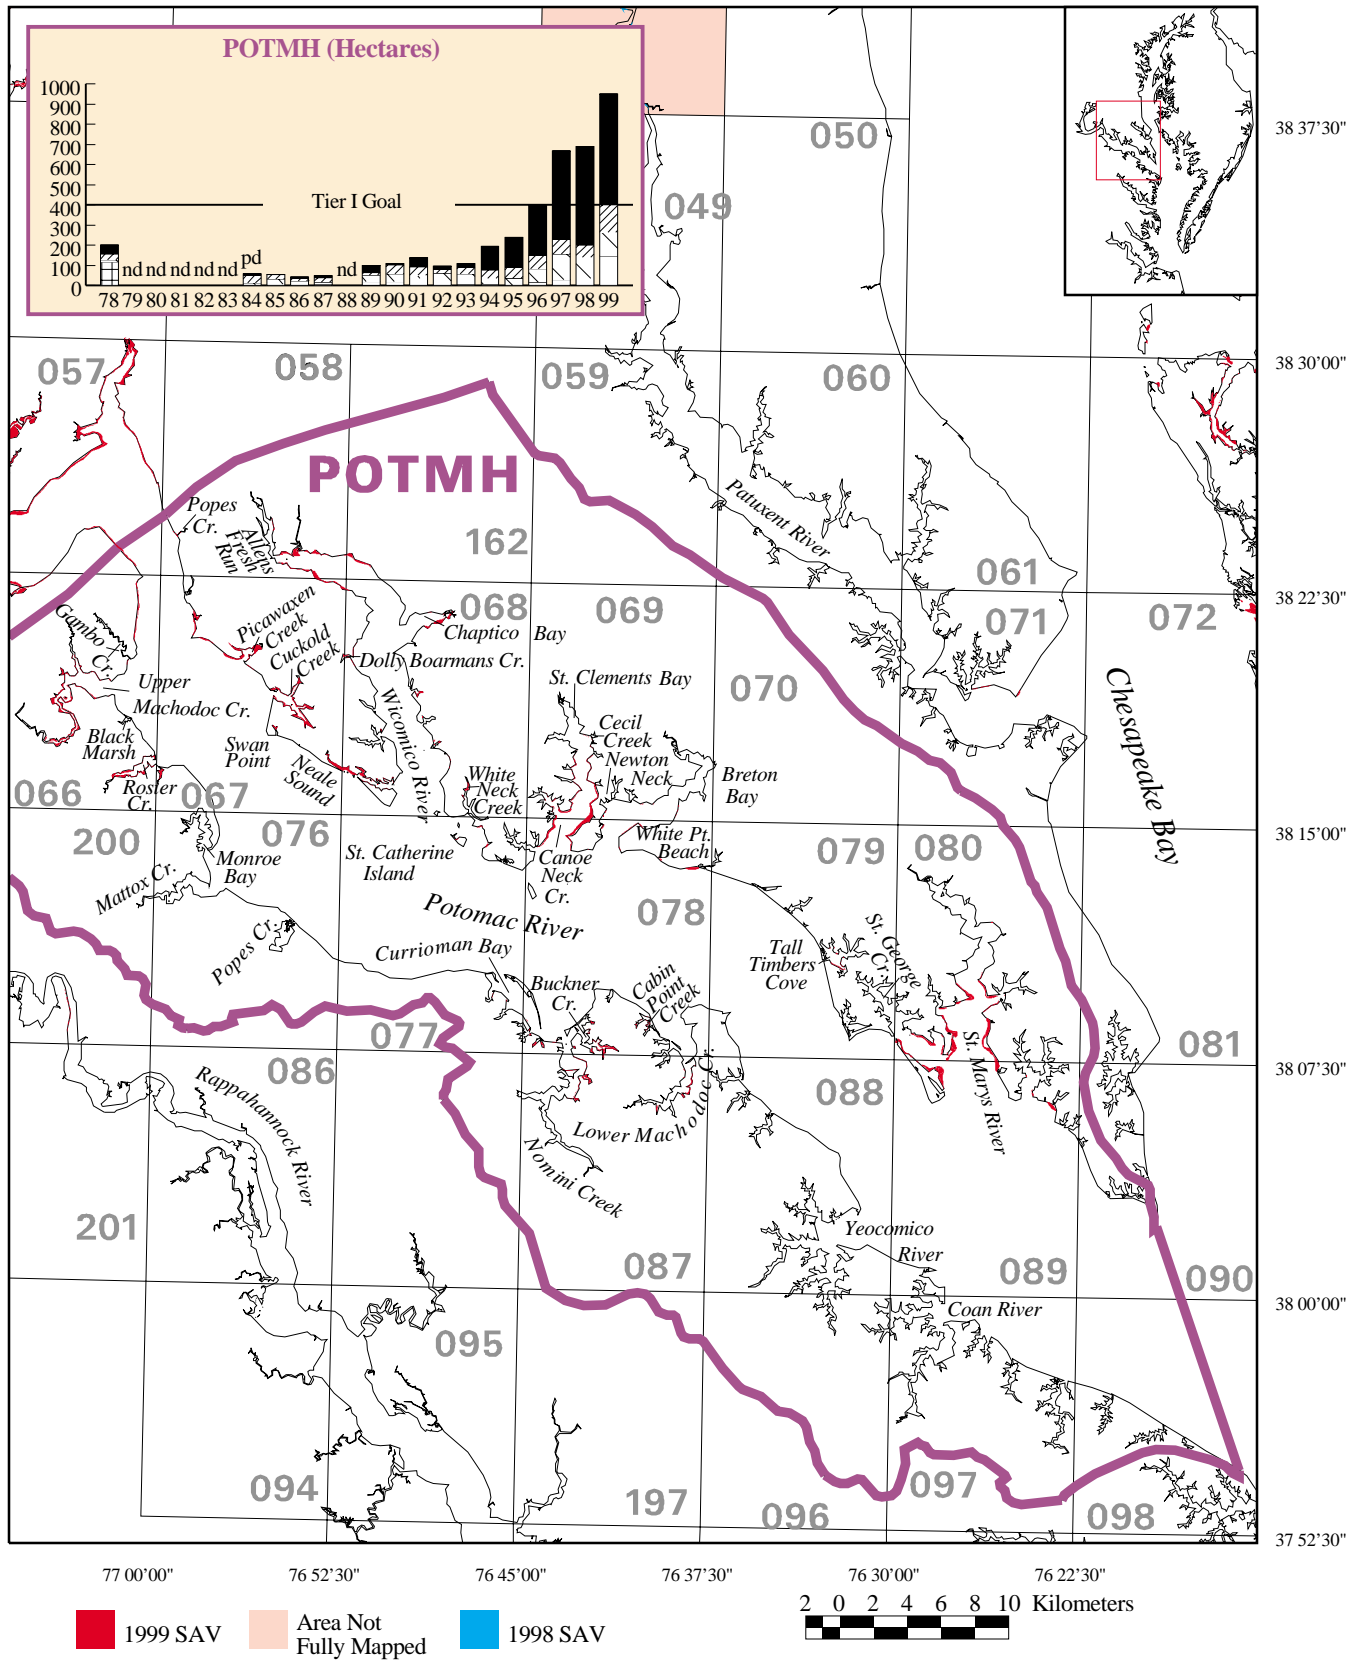 POTMH (Hectares)
1000
900
800
700
600
500
400
300
200
100
0
Tier I Goal
nd nd nd nd nd
pd
nd
78 79 80 81 82 83 84 85 86 87 88 89 90 91 92 93 94 95 96 97 98 99
050
049
38 37'30"
057
058
059
060
38 30'00"
POTMH
Popes
Cr.
Allens
Fresh
Run
162
Patuxent River
061
068
069
071
072
38 22'30"
Gambo
Cr.
Picawaxen
Creek
Cuckold
Creek
Chaptico Bay
Dolly Boarmans Cr.
Upper
Machodoc Cr.
Wicomico River
St. Clements Bay
070
Chesapeake Bay
Black
Marsh
Swan
Point
Neale
Sound
Cecil
Creek
Newton
Neck
White
Neck
Creek
Breton
Bay
Roster
Cr.
066
067
200
076
White Pt.
Beach
079
080
38 15'00"
Monroe
Bay
Mattox Cr.
St. Catherine
Island
Canoe
Neck
Cr.
Potomac River
078
Popes Cr.
Currioman Bay
Buckner
Cr.
Cabin
Point
Creek
Tall
Timbers
Cove
St. George
Cr.
077
086
081
088
38 07'30"
Rappahannock River
Lower Machodoc Cr.
St. Marys River
Nomini Creek
201
Yeocomico
River
087
089
090
38 00'00"
Coan River
095
094
197
096
097
098
37 52'30"
77 00'00"
76 52'30"
76 45'00"
76 37'30"
76 30'00"
76 22'30"
1999 SAV
Area Not
Fully Mapped
1998 SAV
2 0 2 4 6 8 10 Kilometers